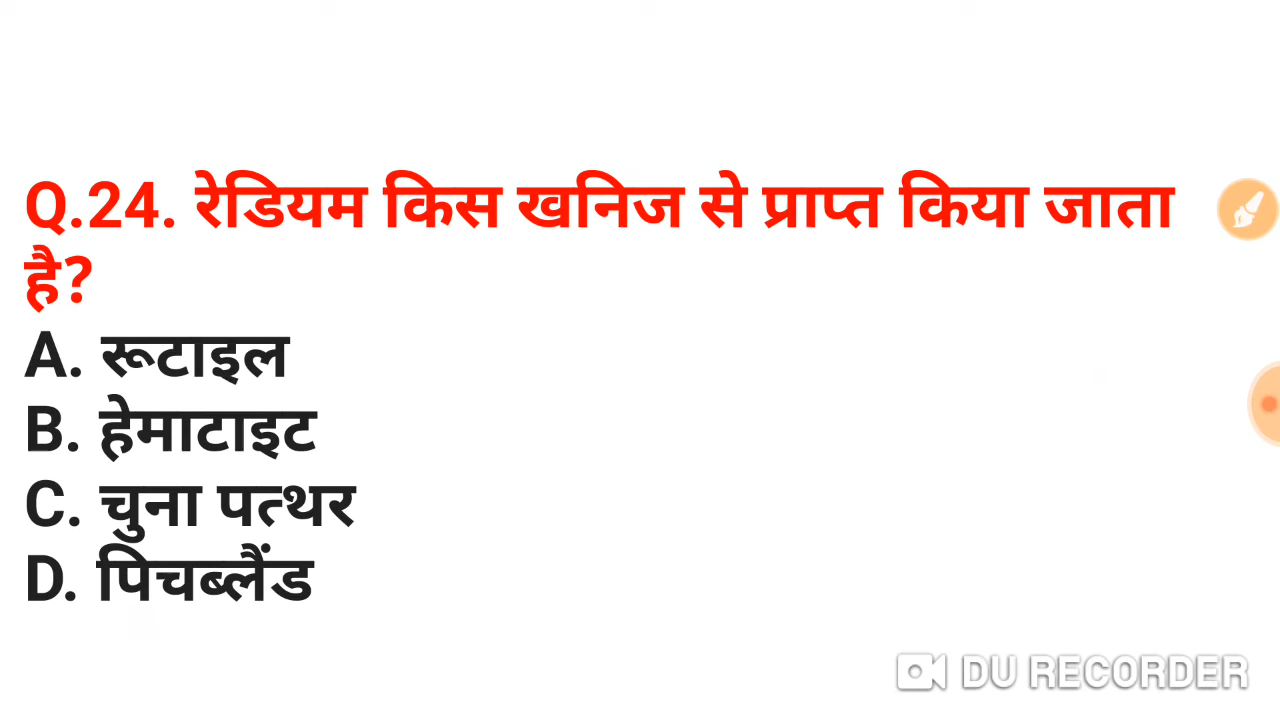 Q.24. रेडियम किस खनिज से प्राप्त किया जाता
है?
A. रूटाइल
B. हेमाटाइट
C. चुना पत्थर
D. पिचब्लैंड
DU RECORDER